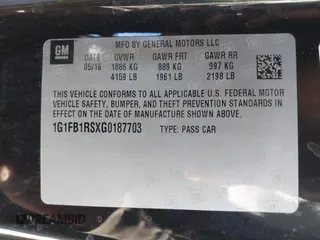 GM
MFD BY GENERAL MOTORS LLC
DATE GVWR GAWR FRT GAWR RR
05/16 1886 KG 889 KG 997 KG
4159 LB 1961 LB 2198 LB
THIS VEHICLE CONFORMS TO ALL APPLICABLE U.S. FEDERAL MOTOR
VEHICLE SAFETY, BUMPER, AND THEFT PREVENTION STANDARDS IN
EFFECT ON THE DATE OF MANUFACTURE SHOWN ABOVE.
1G1FB1RSXG0187703 TYPE: PASS CAR
DREAMBID